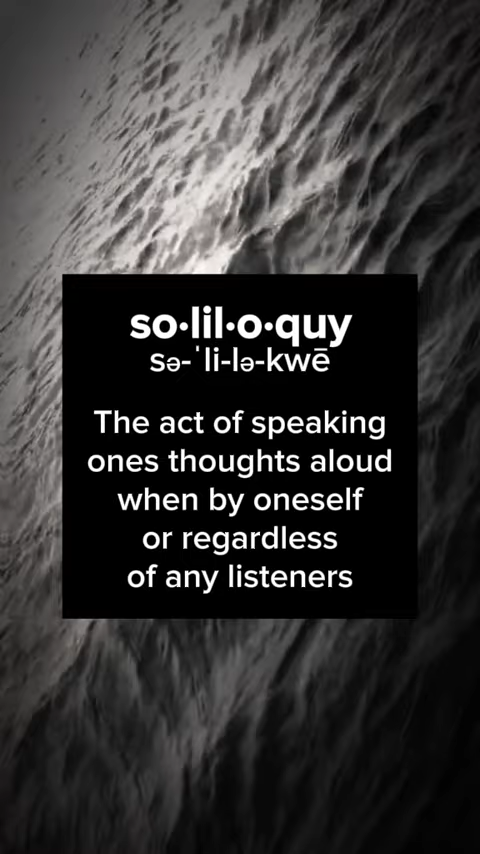 so•lil•o•quy
sə-ˈli-lə-kwē
The act of speaking
ones thoughts aloud
when by oneself
or regardless
of any listeners